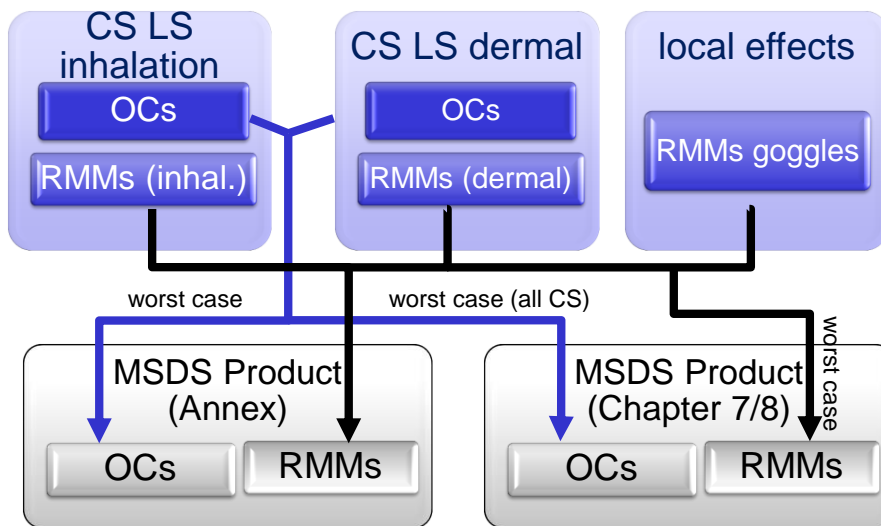 CS LS
inhalation
OCs
RMMs (inhal.)
CS LS dermal
OCs
RMMs (dermal)
local effects
RMMs goggles
worst case
worst case (all CS)
worst case
MSDS Product
(Annex)
OCs
RMMs
MSDS Product
(Chapter 7/8)
OCs
RMMs